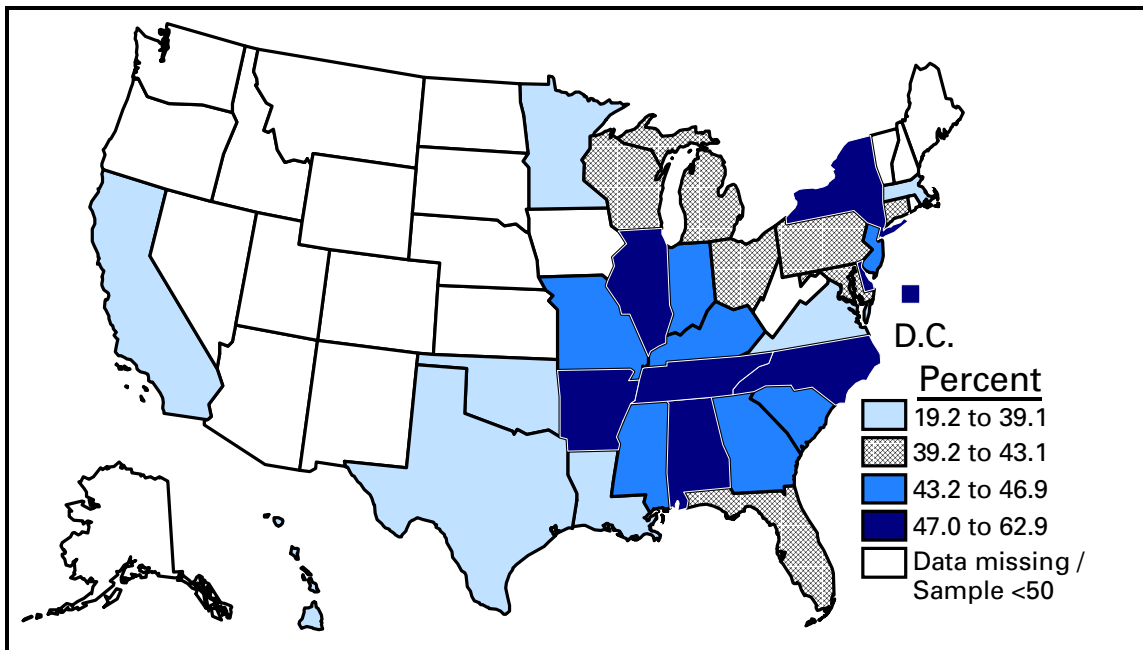 D.C.
Percent
19.2 to 39.1
39.2 to 43.1
43.2 to 46.9
47.0 to 62.9
Data missing /
Sample <50